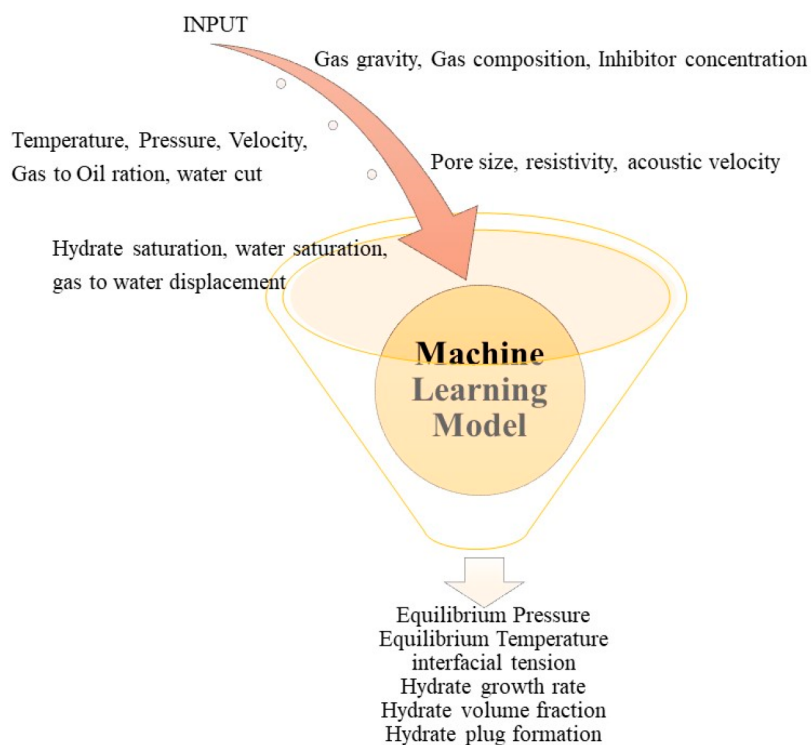 INPUT
Gas gravity, Gas composition, Inhibitor concentration
Temperature, Pressure, Velocity,
Gas to Oil ration, water cut
Pore size, resistivity, acoustic velocity
Hydrate saturation, water saturation,
gas to water displacement
Machine
Learning
Model
Equilibrium Pressure
Equilibrium Temperature
interfacial tension
Hydrate growth rate
Hydrate volume fraction
Hydrate plug formation